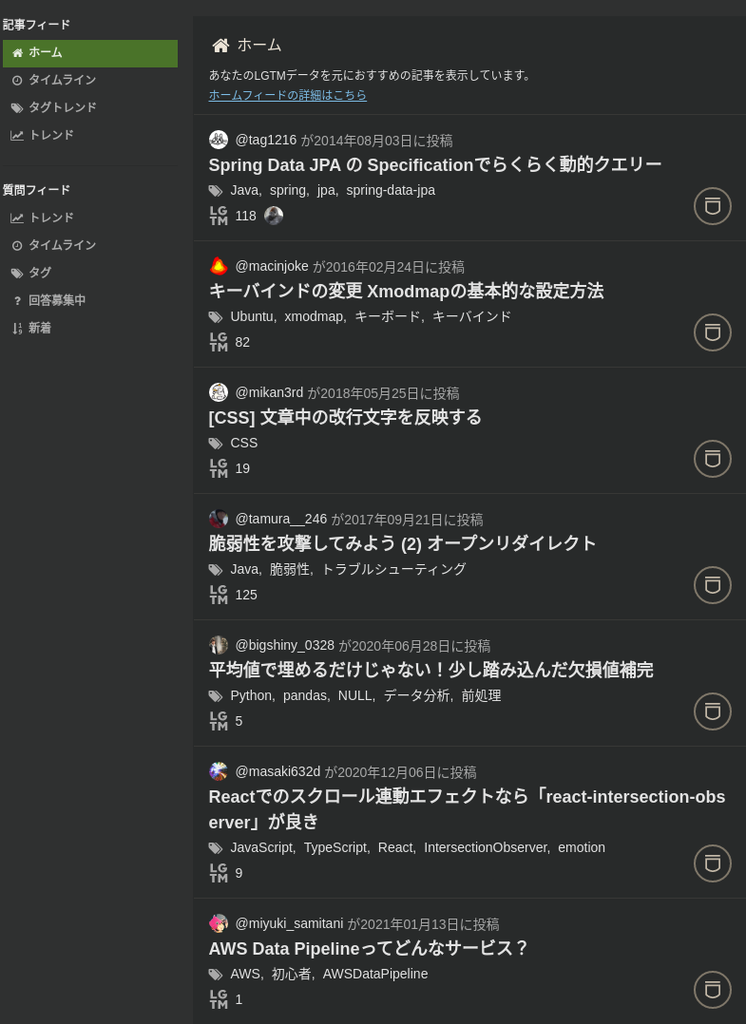 記事フィード
ホーム
タイムライン
タグトレンド
トレンド
質問フィード
トレンド
タイムライン
タグ
回答募集中
新着
ホーム
あなたのLGTMデータを元におすすめの記事を表示しています。
ホームフィードの詳細はこちら
@tag1216 が2014年08月03日に投稿
Spring Data JPA の Specificationでらくらく動的クエリー
Java, spring, jpa, spring-data-jpa
LGTM 118
@macinjoke が2016年02月24日に投稿
キーバインドの変更 Xmodmapの基本的な設定方法
Ubuntu, xmodmap, キーボード, キーバインド
LGTM 82
@mikan3rd が2018年05月25日に投稿
[CSS] 文章中の改行文字を反映する
CSS
LGTM 19
@tamura__246 が2017年09月21日に投稿
脆弱性を攻撃してみよう (2) オープンリダイレクト
Java, 脆弱性, トラブルシューティング
LGTM 125
@bigshiny_0328 が2020年06月28日に投稿
平均値で埋めるだけじゃない！少し踏み込んだ欠損値補完
Python, pandas, NULL, データ分析, 前処理
LGTM 5
@masaki632d が2020年12月06日に投稿
Reactでのスクロール連動エフェクトなら「react-intersection-obs
erver」が良き
JavaScript, TypeScript, React, IntersectionObserver, emotion
LGTM 9
@miyuki_samitani が2021年01月13日に投稿
AWS Data Pipelineってどんなサービス？
AWS, 初心者, AWSDataPipeline
LGTM 1